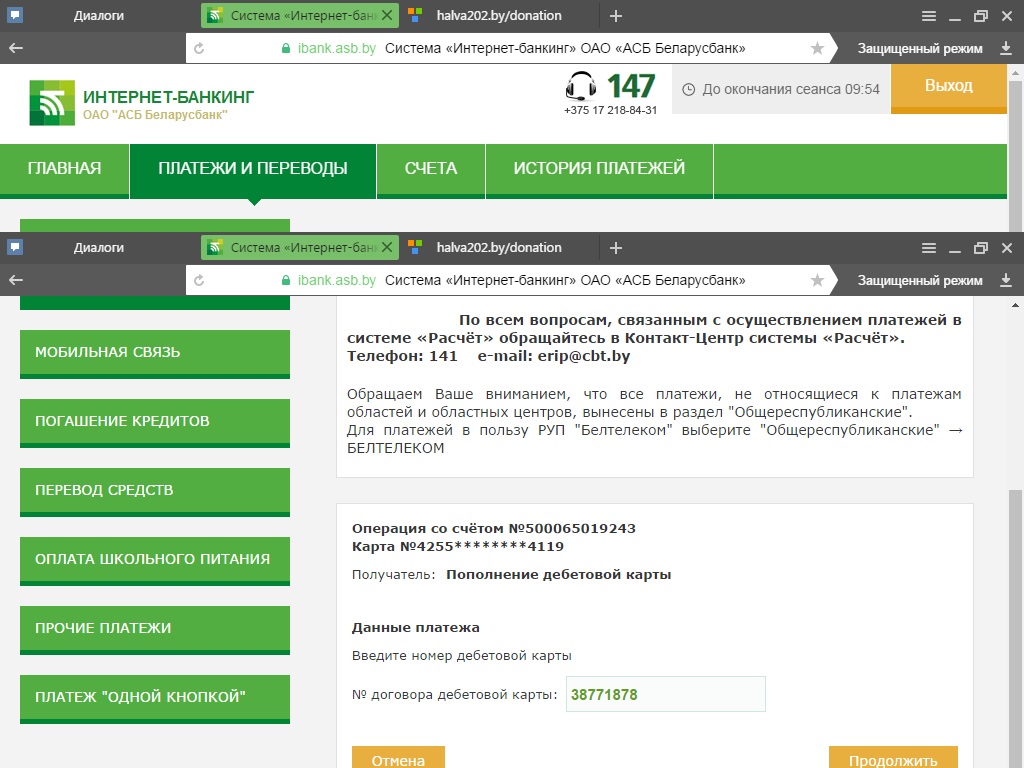 Диалоги
Система «Интернет-банк
halva202.by/donation
ibank.asb.by Система «Интернет-банкинг» ОАО «АСБ Беларусбанк»
Защищенный режим
ИНТЕРНЕТ-БАНКИНГ
ОАО "АСБ Беларусбанк"
147
+375 17 218-84-31
До окончания сеанса 09:54
Выход
ГЛАВНАЯ
ПЛАТЕЖИ И ПЕРЕВОДЫ
СЧЕТА
ИСТОРИЯ ПЛАТЕЖЕЙ
Диалоги
Система «Интернет-банк
halva202.by/donation
ibank.asb.by Система «Интернет-банкинг» ОАО «АСБ Беларусбанк»
Защищенный режим
МОБИЛЬНАЯ СВЯЗЬ
ПОГАШЕНИЕ КРЕДИТОВ
ПЕРЕВОД СРЕДСТВ
ОПЛАТА ШКОЛЬНОГО ПИТАНИЯ
ПРОЧИЕ ПЛАТЕЖИ
ПЛАТЕЖ "ОДНОЙ КНОПКОЙ"
По всем вопросам, связанным с осуществлением платежей в
системе «Расчёт» обращайтесь в Контакт-Центр системы «Расчёт».
Телефон: 141 e-mail: erip@cbt.by
Обращаем Ваше вниманием, что все платежи, не относящиеся к платежам
областей и областных центров, вынесены в раздел "Общереспубликанские".
Для платежей в пользу РУП "Белтелеком" выберите "Общереспубликанские" →
БЕЛТЕЛЕКОМ
Операция со счётом №500065019243
Карта №4255********4119
Получатель: Пополнение дебетовой карты
Данные платежа
Введите номер дебетовой карты
№ договора дебетовой карты: 38771878
Отмена
Продолжить